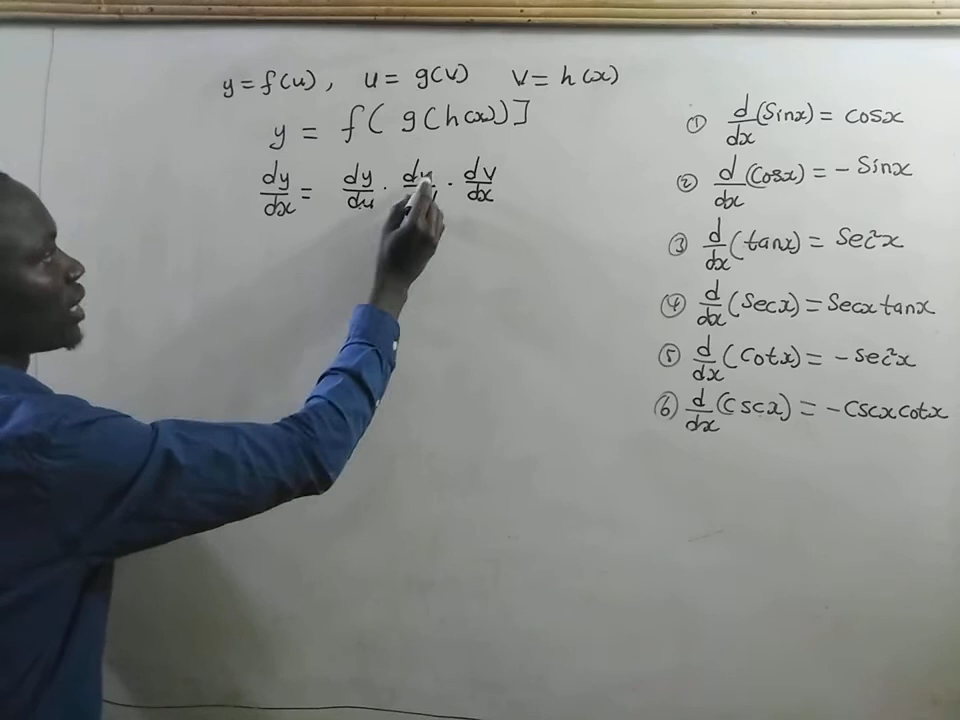 y = f(u), u = g(v) v = h(x)
y = f( g(h(x))]
dy/dx = dy/du · du/ · dv/dx
① d/dx (Sinx) = cosx
② d/dx (Cosx) = - Sinx
③ d/dx (tanx) = Sec²x
④ d/dx (Secx) = Secx tanx
⑤ d/dx (Cotx) = - Sec²x
⑥ d/dx (Cscx) = - Cscx cotx